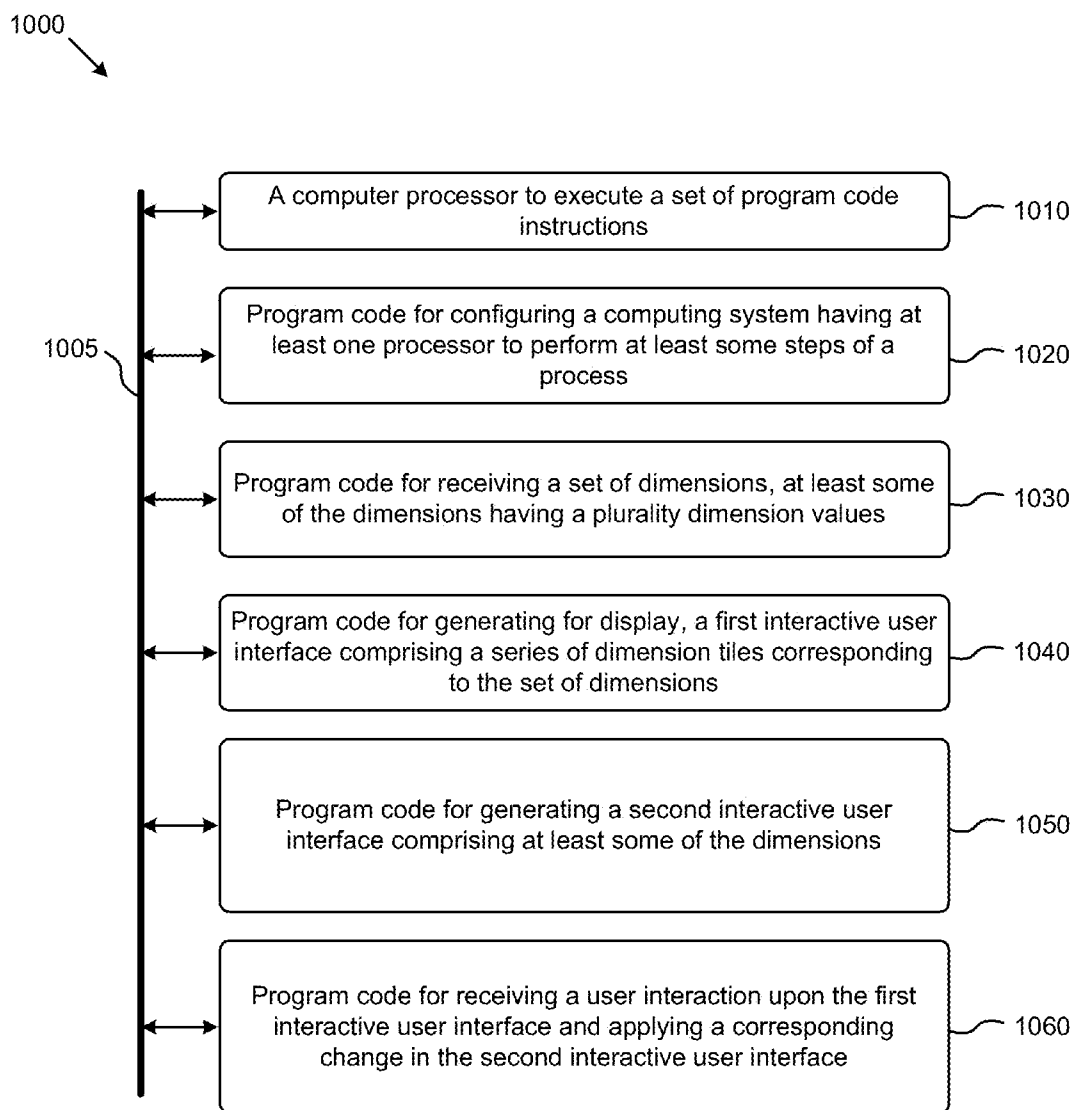 1000
A computer processor to execute a set of program code
instructions
1010
Program code for configuring a computing system having at
least one processor to perform at least some steps of a
process
1005
1020
Program code for receiving a set of dimensions, at least some
of the dimensions having a plurality dimension values
1030
Program code for generating for display, a first interactive user
interface comprising a series of dimension tiles corresponding
to the set of dimensions
1040
Program code for generating a second interactive user
interface comprising at least some of the dimensions
1050
Program code for receiving a user interaction upon the first
interactive user interface and applying a corresponding
change in the second interactive user interface
1060